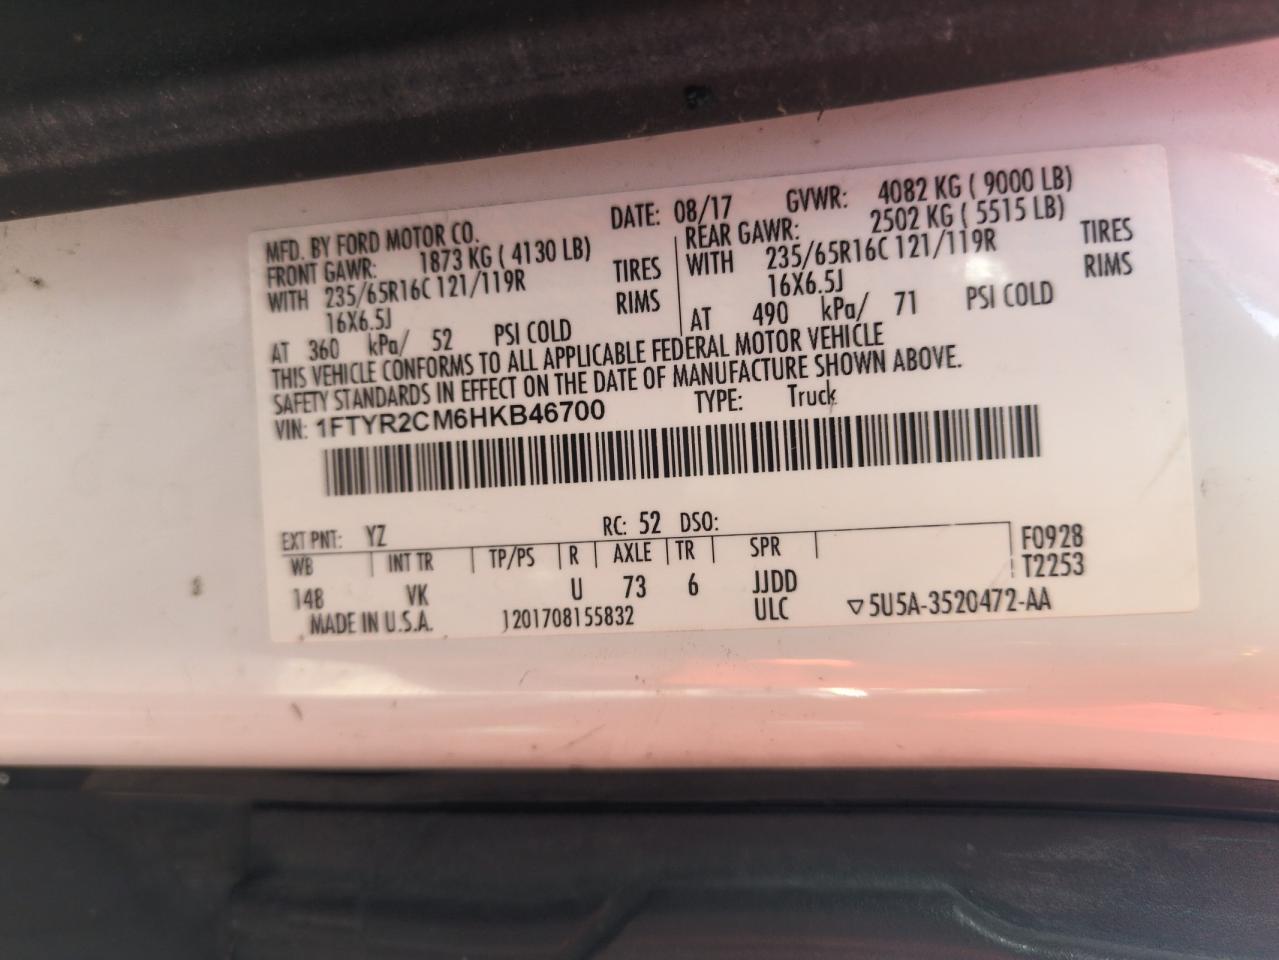 MFD. BY FORD MOTOR CO. DATE: 08/17 GVWR: 4082 KG ( 9000 LB)
FRONT GAWR: 1873 KG ( 4130 LB) REAR GAWR: 2502 KG ( 5515 LB)
WITH 235/65R16C 121/119R TIRES WITH 235/65R16C 121/119R TIRES
16X6.5J RIMS 16X6.5J RIMS
AT 360 kPa/ 52 PSI COLD AT 490 kPa/ 71 PSI COLD
THIS VEHICLE CONFORMS TO ALL APPLICABLE FEDERAL MOTOR VEHICLE
SAFETY STANDARDS IN EFFECT ON THE DATE OF MANUFACTURE SHOWN ABOVE.
VIN: 1FTYR2CM6HKB46700 TYPE: Truck
EXT PNT: YZ RC: 52 DSO:
WB INT TR TP/PS R AXLE TR SPR F0928
148 VK U 73 6 JJDD T2253
MADE IN U.S.A. 1201708155832 ULC ▽5U5A-3520472-AA